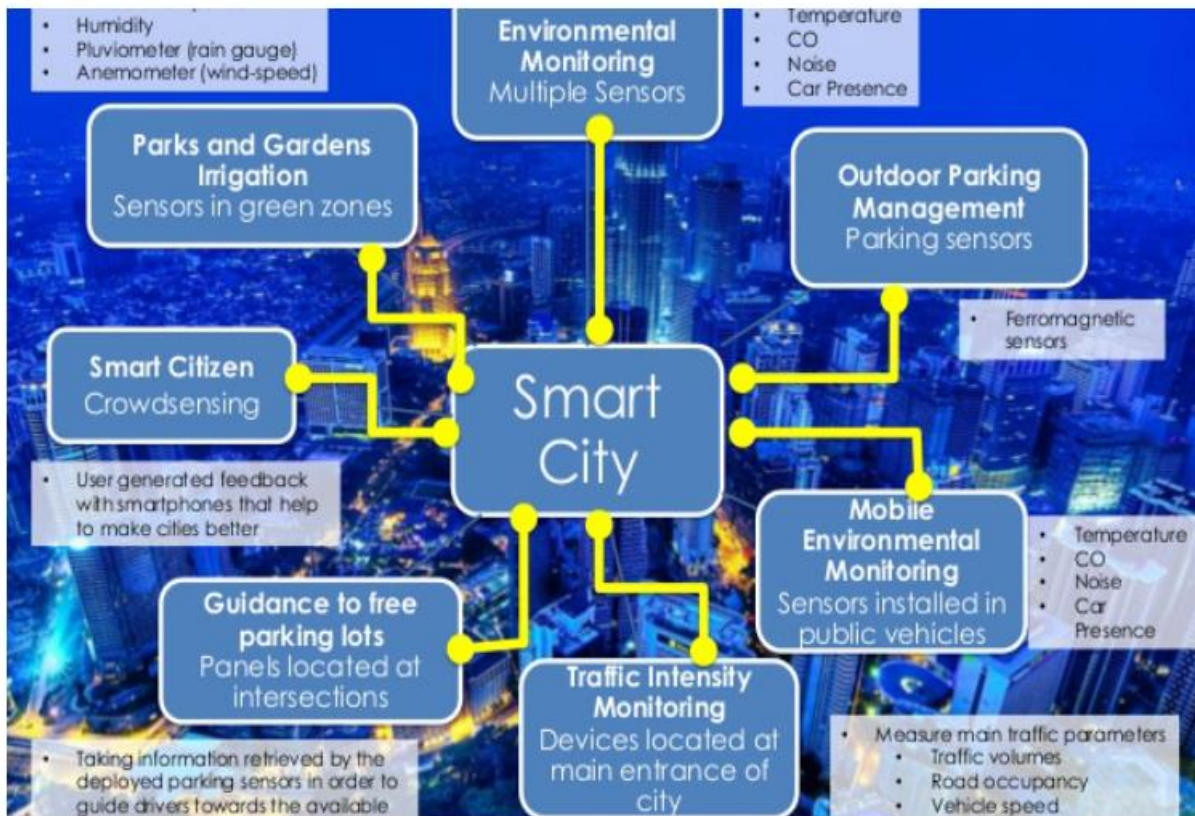 • Humidity
• Pluviometer (rain gauge)
• Anemometer (wind-speed)
Environmental
Monitoring
Multiple Sensors
• Temperature
• CO
• Noise
• Car Presence
Parks and Gardens
Irrigation
Sensors in green zones
Outdoor Parking
Management
Parking sensors
• Ferromagnetic
sensors
Smart Citizen
Crowdsensing
Smart
City
• User generated feedback
with smartphones that help
to make cities better
Mobile
Environmental
Monitoring
Sensors installed in
public vehicles
• Temperature
• CO
• Noise
• Car
Presence
Guidance to free
parking lots
Panels located at
intersections
Traffic Intensity
Monitoring
Devices located at
main entrance of
city
• Taking information retrieved by the
deployed parking sensors in order to
guide drivers towards the available
• Measure main traffic parameters
• Traffic volumes
• Road occupancy
• Vehicle speed